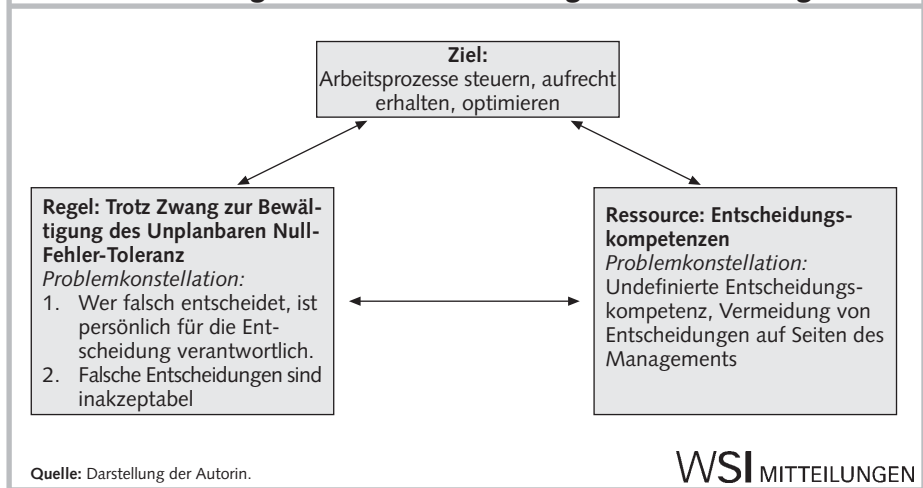 Ziel:
Arbeitsprozesse steuern, aufrecht
erhalten, optimieren
Regel: Trotz Zwang zur Bewäl-
tigung des Unplanbaren Null-
Fehler-Toleranz
Problemkonstellation:
1. Wer falsch entscheidet, ist
persönlich für die Ent-
scheidung verantwortlich.
2. Falsche Entscheidungen sind
inakzeptabel
Ressource: Entscheidungs-
kompetenzen
Problemkonstellation:
Undefinierte Entscheidungs-
kompetenz, Vermeidung von
Entscheidungen auf Seiten des
Managements
Quelle: Darstellung der Autorin.
WSI MITTEILUNGEN